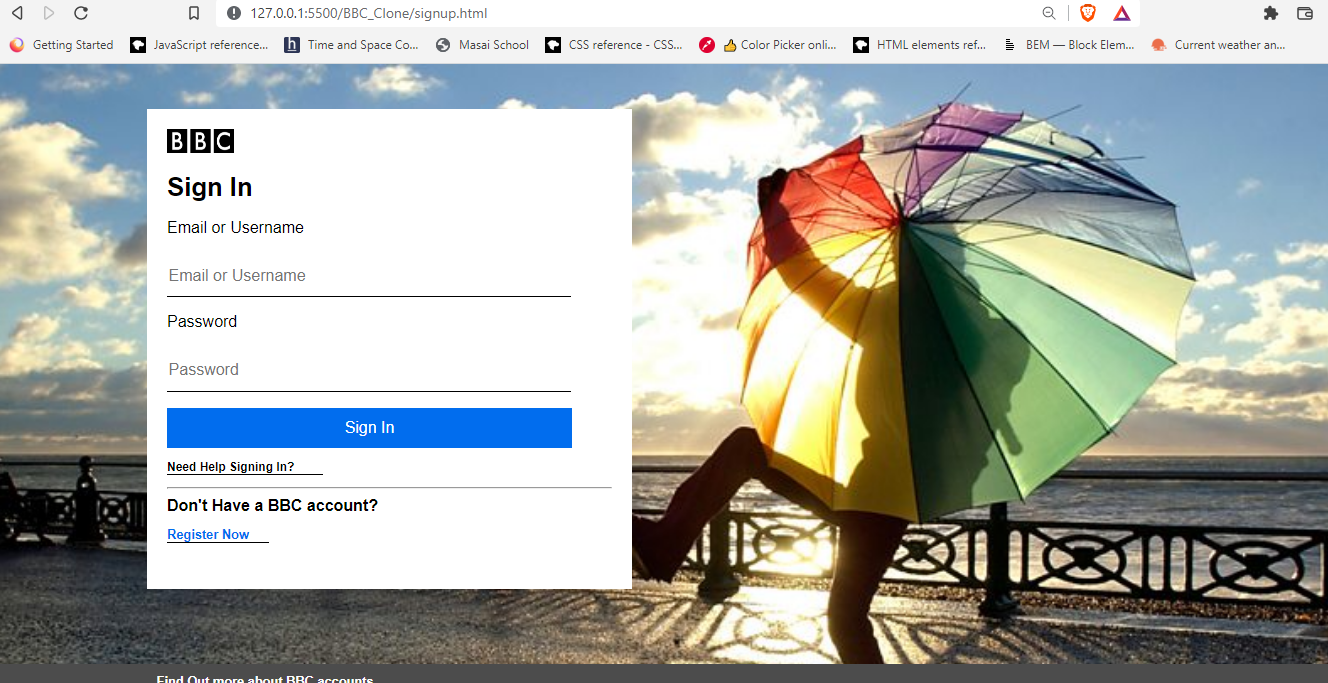 127.0.0.1:5500/BBC_Clone/signup.html
Getting Started JavaScript reference... Time and Space Co... Masai School CSS reference - CSS... 👍 Color Picker onli... HTML elements ref... BEM — Block Elem... Current weather an...
BBC
Sign In
Email or Username
Email or Username
Password
Password
Sign In
Need Help Signing In?
Don't Have a BBC account?
Register Now
Find Out more about BBC accounts